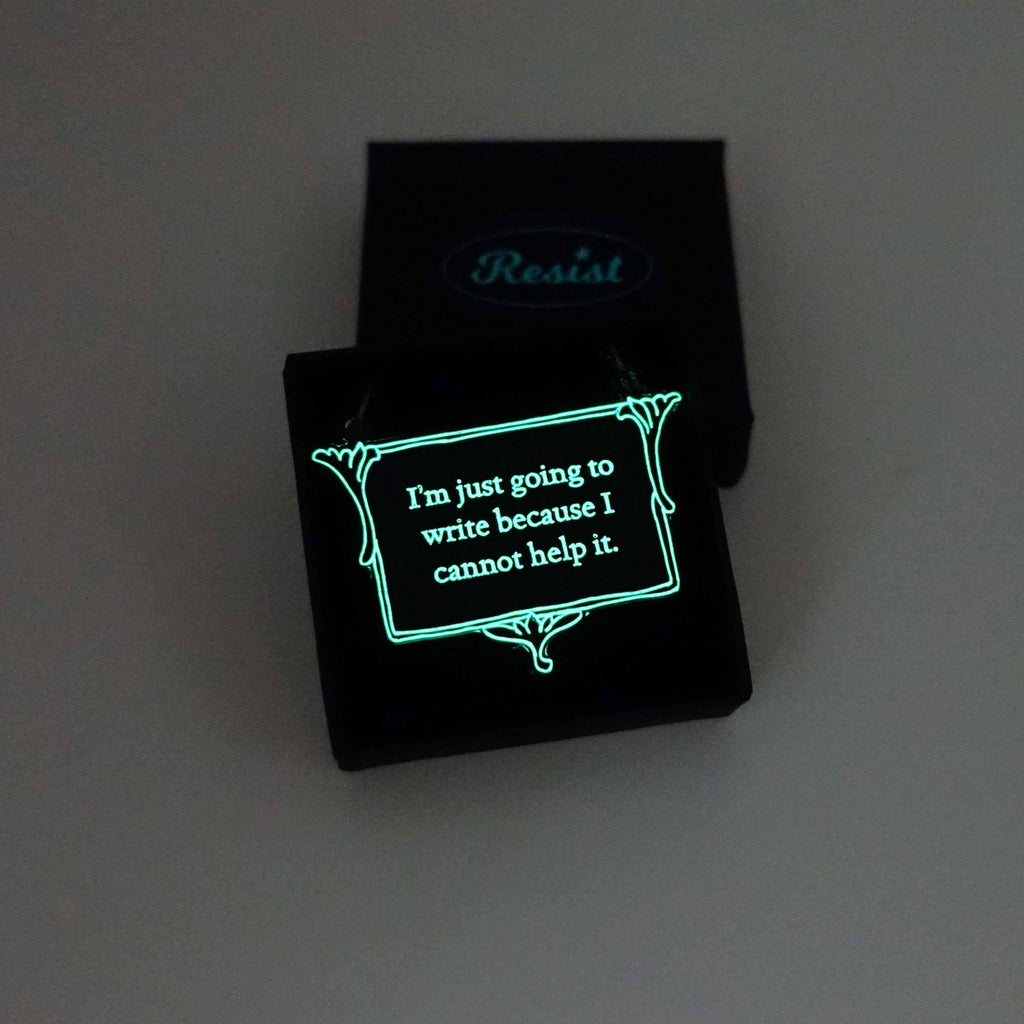 Resist
I'm just going to
write because I
cannot help it.